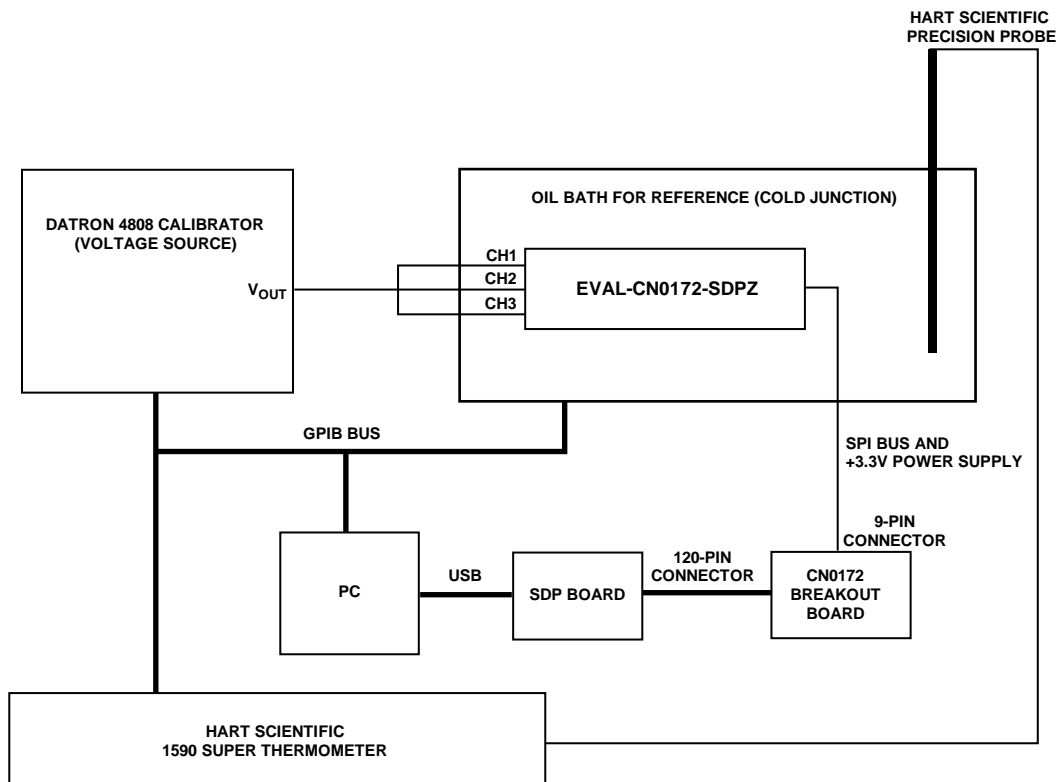 HART SCIENTIFIC
PRECISION PROBE
OIL BATH FOR REFERENCE (COLD JUNCTION)
DATRON 4808 CALIBRATOR
(VOLTAGE SOURCE)
CH1
CH2
CH3
EVAL-CN0172-SDPZ
VOUT
GPIB BUS
SPI BUS AND
+3.3V POWER SUPPLY
9-PIN
CONNECTOR
120-PIN
CONNECTOR
USB
PC
SDP BOARD
CN0172
BREAKOUT
BOARD
HART SCIENTIFIC
1590 SUPER THERMOMETER